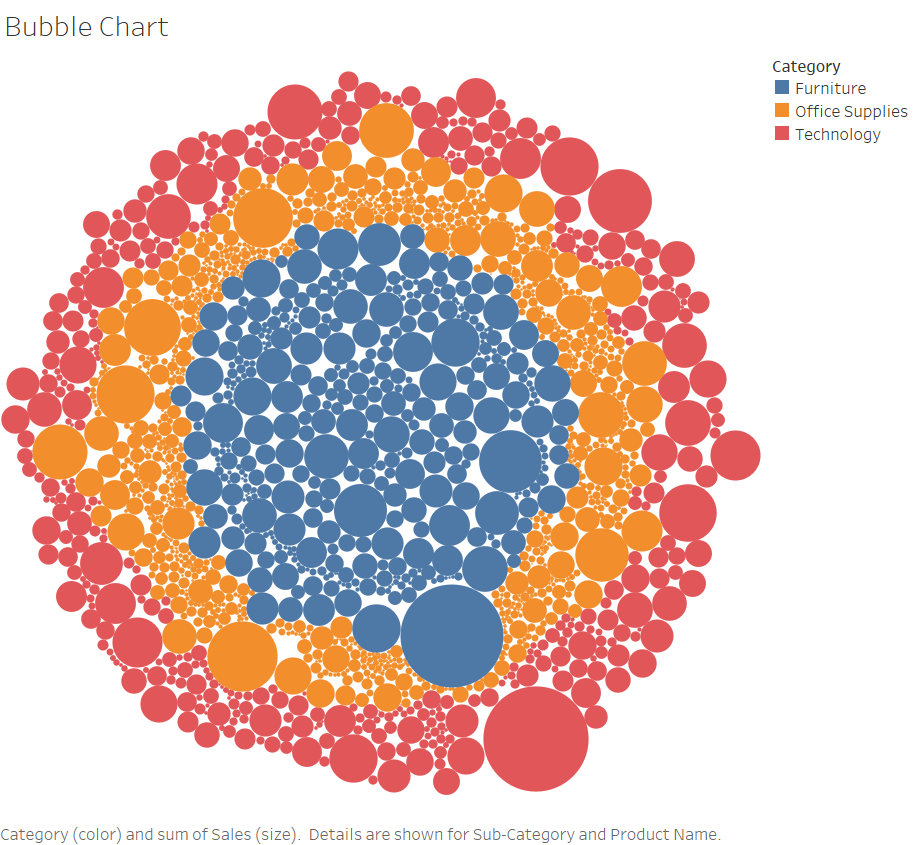 Bubble Chart
Category
Furniture
Office Supplies
Technology
Category (color) and sum of Sales (size).  Details are shown for Sub-Category and Product Name.